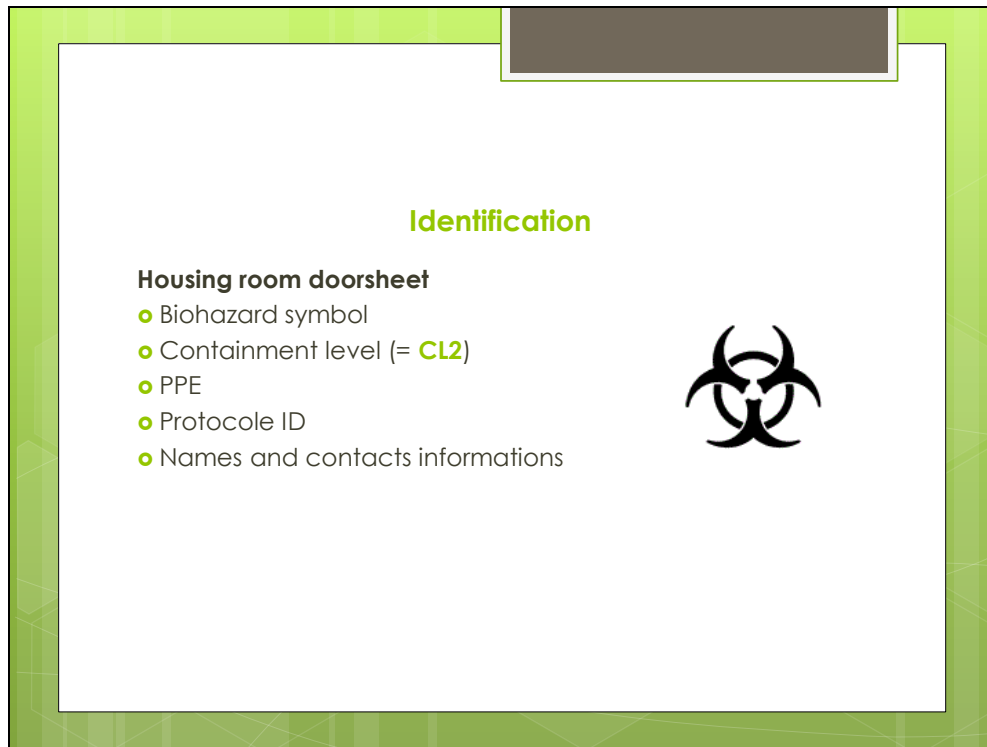 Identification
Housing room doorsheet
Biohazard symbol
Containment level (= CL2)
PPE
Protocole ID
Names and contacts informations